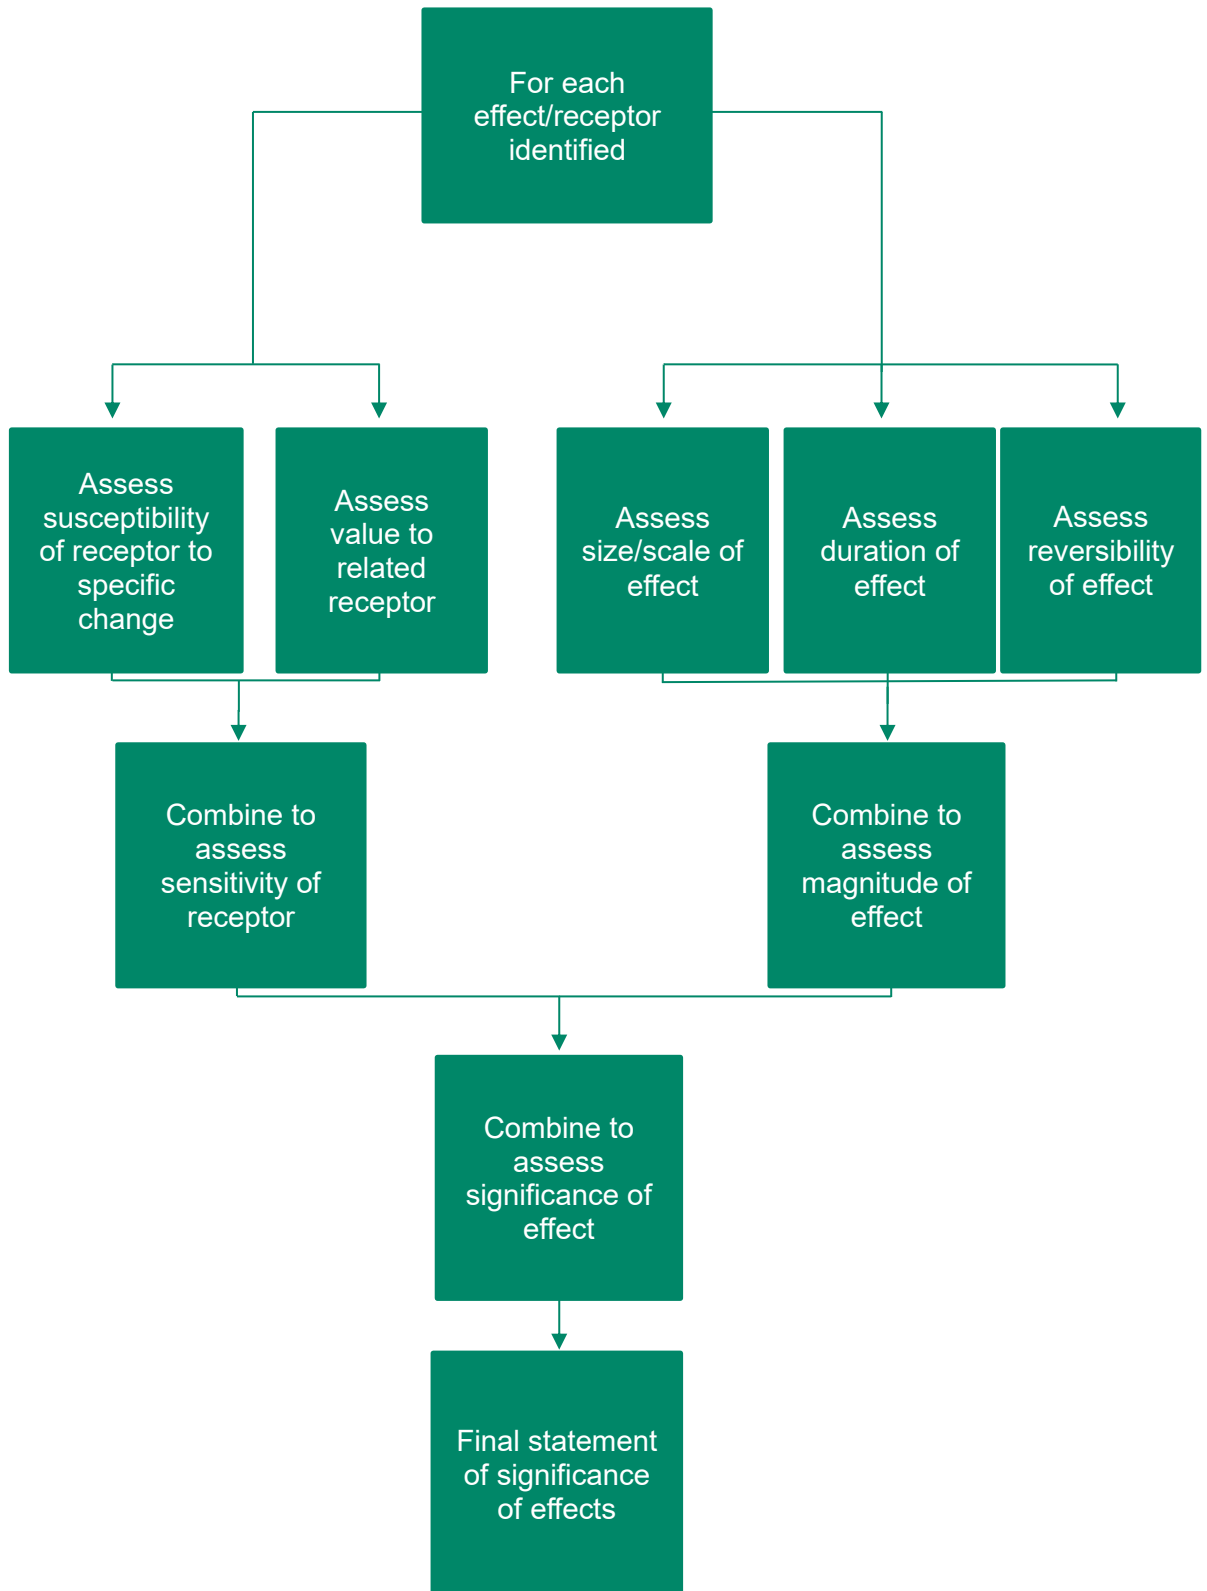 For each
effect/receptor
identified
Assess
susceptibility
of receptor to
specific
change
Assess
value to
related
receptor
Assess
size/scale of
effect
Assess
duration of
effect
Assess
reversibility
of effect
Combine to
assess
sensitivity of
receptor
Combine to
assess
magnitude of
effect
Combine to
assess
significance of
effect
Final statement
of significance
of effects